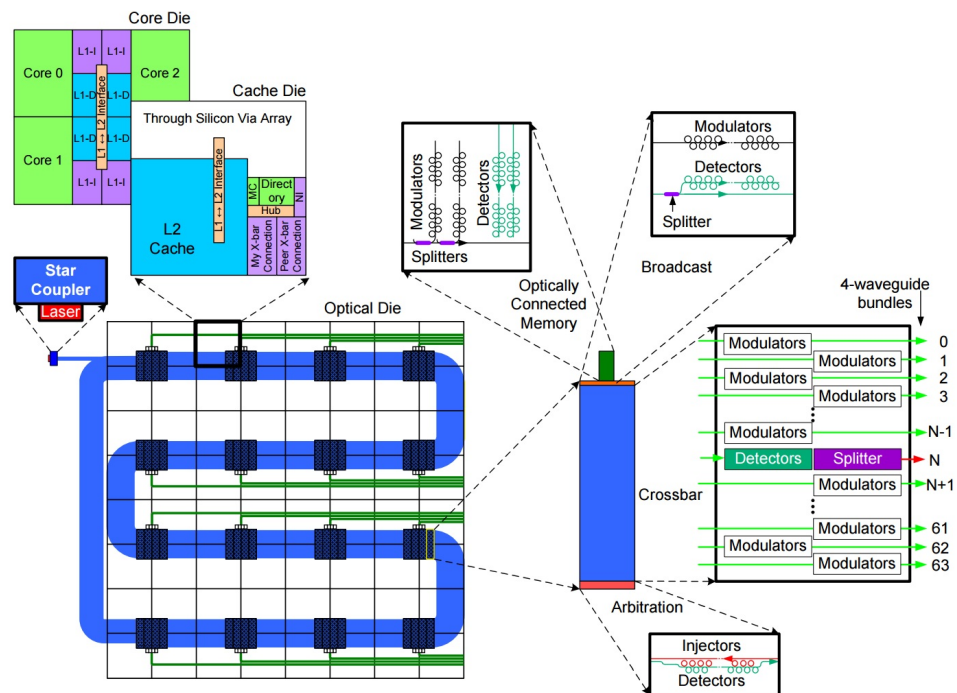 Core Die
L1-I
L1-I
Core 0
Core 2
L1-D
L1-D
L1 ↔ L2 Interface
Cache Die
Through Silicon Via Array
L1-D
L1-D
Core 1
L1-I
L1-I
L1 ↔ L2 Interface
MC
Direct
ory
NI
Hub
L2
Cache
My X-bar
Connection
Peer X-bar
Connection
Star
Coupler
Laser
Optical Die
Modulators
Detectors
Splitters
Optically
Connected
Memory
Modulators
Detectors
Splitter
Broadcast
4-waveguide
bundles
Modulators
0
Modulators
1
Modulators
2
Modulators
3
Modulators
N-1
Detectors
Splitter
N
Modulators
N+1
Crossbar
Modulators
61
Modulators
62
Modulators
63
Arbitration
Injectors
Detectors